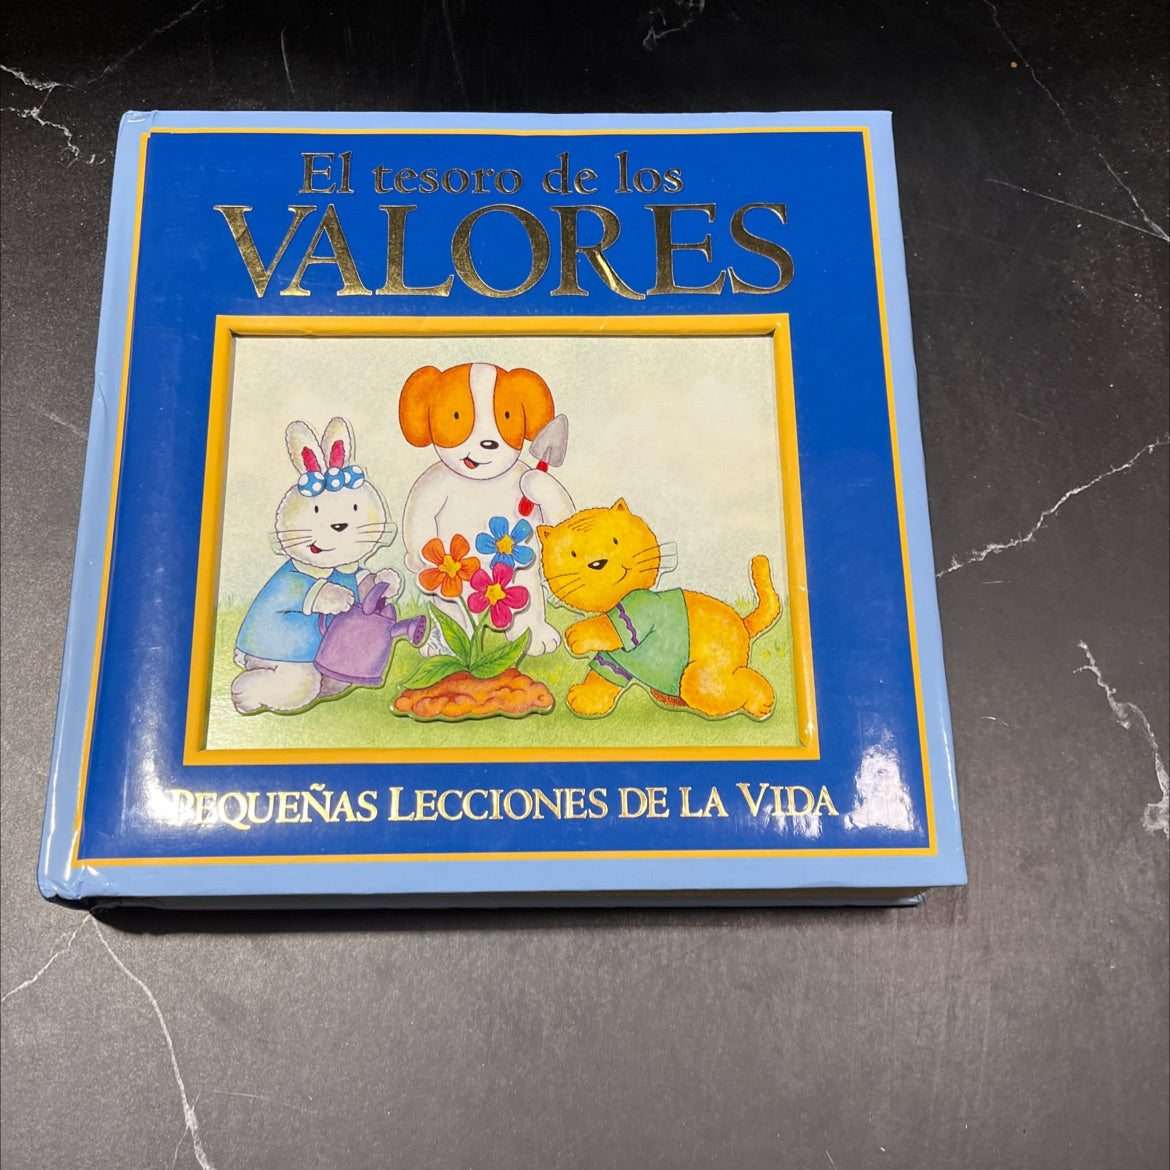 El tesoro de los
VALORES
PEQUEÑAS LECCIONES DE LA VIDA